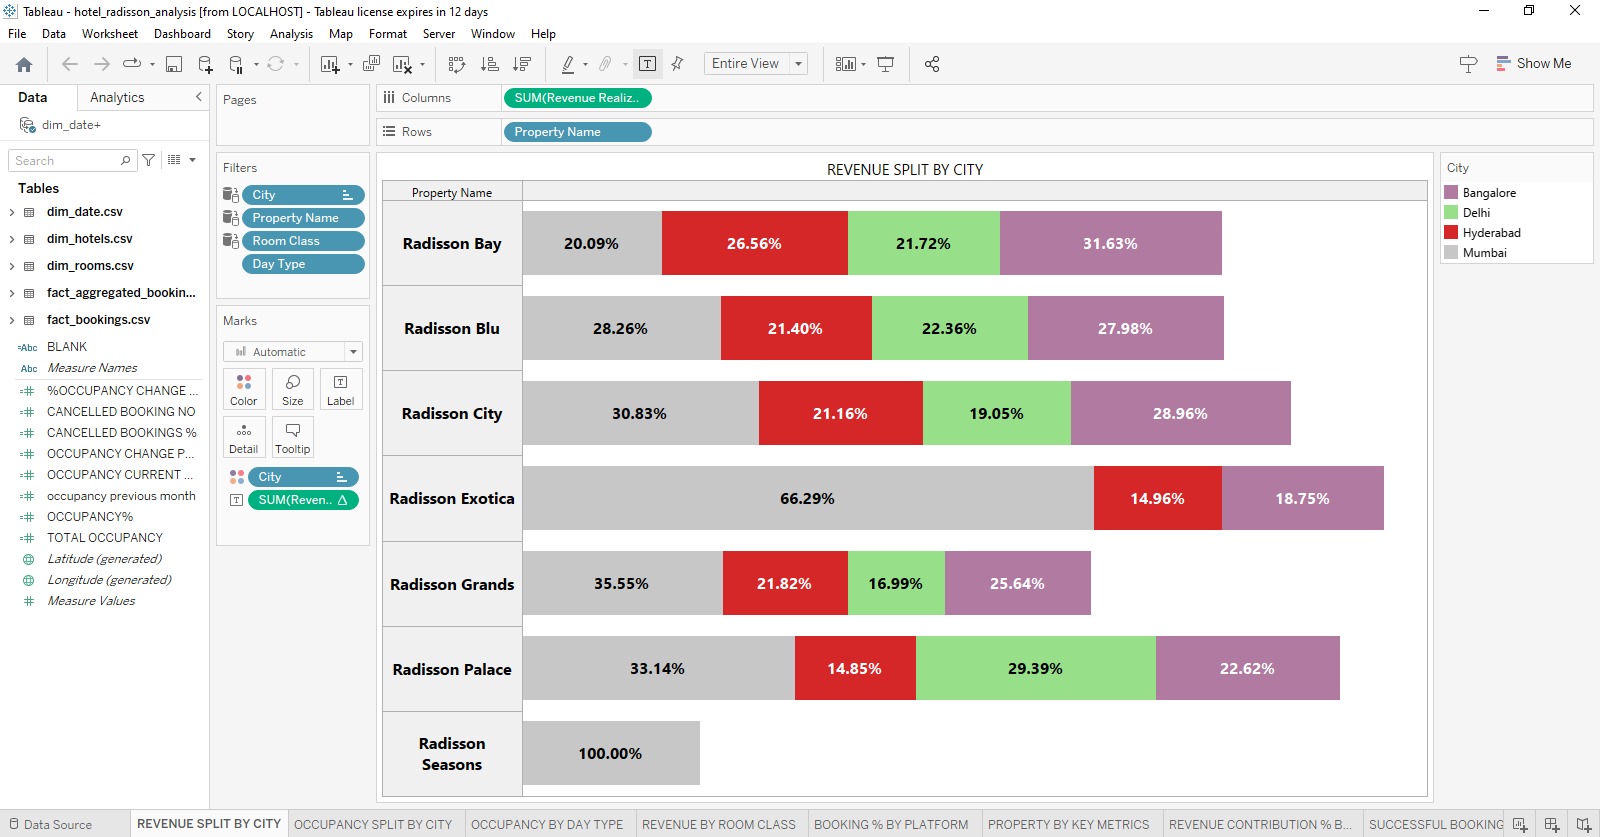 Tableau - hotel_radisson_analysis [from LOCALHOST] - Tableau license expires in 12 days
File Data Worksheet Dashboard Story Analysis Map Format Server Window Help
Entire View
Show Me
Data Analytics
dim_date+
Search
Tables
dim_date.csv
dim_hotels.csv
dim_rooms.csv
fact_aggregated_bookin...
fact_bookings.csv
=Abc BLANK
Abc Measure Names
%OCCUPANCY CHANGE ...
CANCELLED BOOKING NO
CANCELLED BOOKINGS %
OCCUPANCY CHANGE P...
OCCUPANCY CURRENT ...
occupancy previous month
OCCUPANCY%
TOTAL OCCUPANCY
Latitude (generated)
Longitude (generated)
Measure Values
Pages
Filters
City
Property Name
Room Class
Day Type
Marks
Automatic
Color Size Label
Detail Tooltip
City
SUM(Reven..
Columns SUM(Revenue Realiz..
Rows Property Name
REVENUE SPLIT BY CITY
Property Name
Radisson Bay 20.09% 26.56% 21.72% 31.63%
Radisson Blu 28.26% 21.40% 22.36% 27.98%
Radisson City 30.83% 21.16% 19.05% 28.96%
Radisson Exotica 66.29% 14.96% 18.75%
Radisson Grands 35.55% 21.82% 16.99% 25.64%
Radisson Palace 33.14% 14.85% 29.39% 22.62%
Radisson
Seasons
100.00%
City
Bangalore
Delhi
Hyderabad
Mumbai
Data Source REVENUE SPLIT BY CITY OCCUPANCY SPLIT BY CITY OCCUPANCY BY DAY TYPE REVENUE BY ROOM CLASS BOOKING % BY PLATFORM PROPERTY BY KEY METRICS REVENUE CONTRIBUTION % B... SUCCESSFUL BOOKING